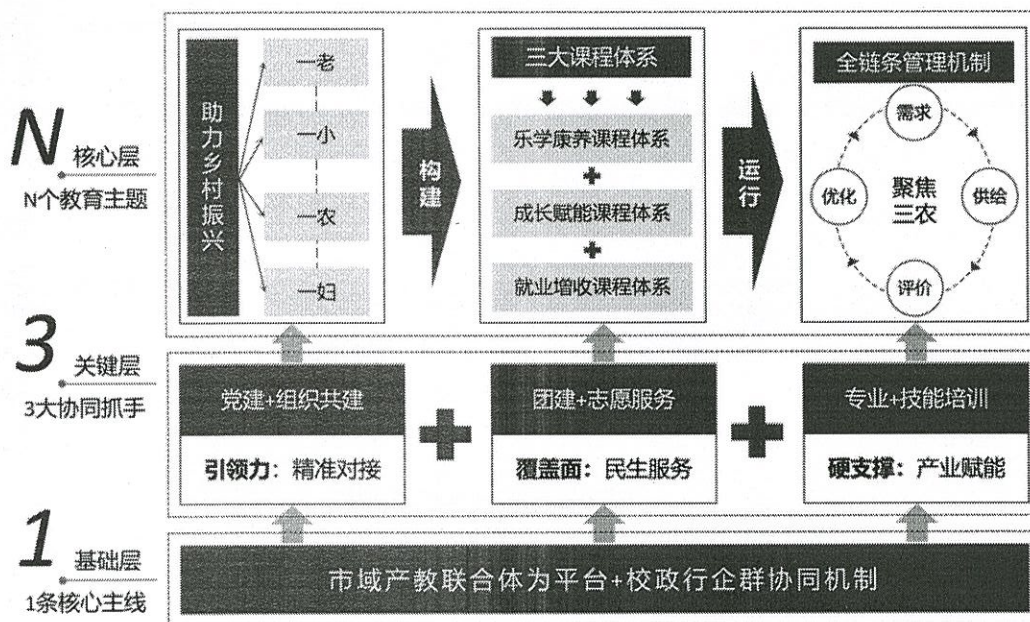 N 核心层
N个教育主题
助力乡村振兴
一老
一小
一农
一妇
构建
三大课程体系
乐学康养课程体系
+
成长赋能课程体系
+
就业增收课程体系
运行
全链条管理机制
需求
供给
评价
优化
聚焦
三农
3 关键层
3大协同抓手
党建+组织共建
引领力：精准对接
+
团建+志愿服务
覆盖面：民生服务
+
专业+技能培训
硬支撑：产业赋能
1 基础层
1条核心主线
市域产教联合体为平台+校政行企群协同机制